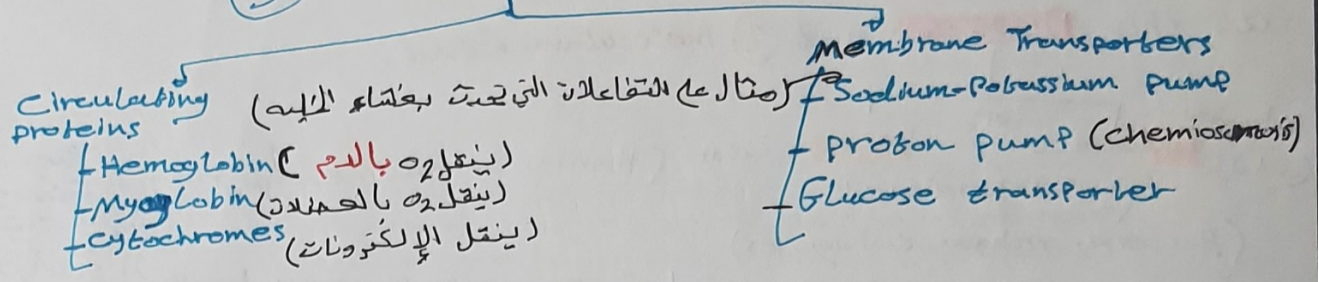 Membrane Transporters
Sodium-Potassium pump (مثال على التفاعلات التي تحدث بغشاء الخليه)
proton pump (chemiosmosis)
Glucose transporter
Circulating proteins
Hemoglobin (ينقل O2 بالدم)
Myoglobin (ينقل O2 بالعضلات)
Cytochromes (ينقل الإلكترونات)